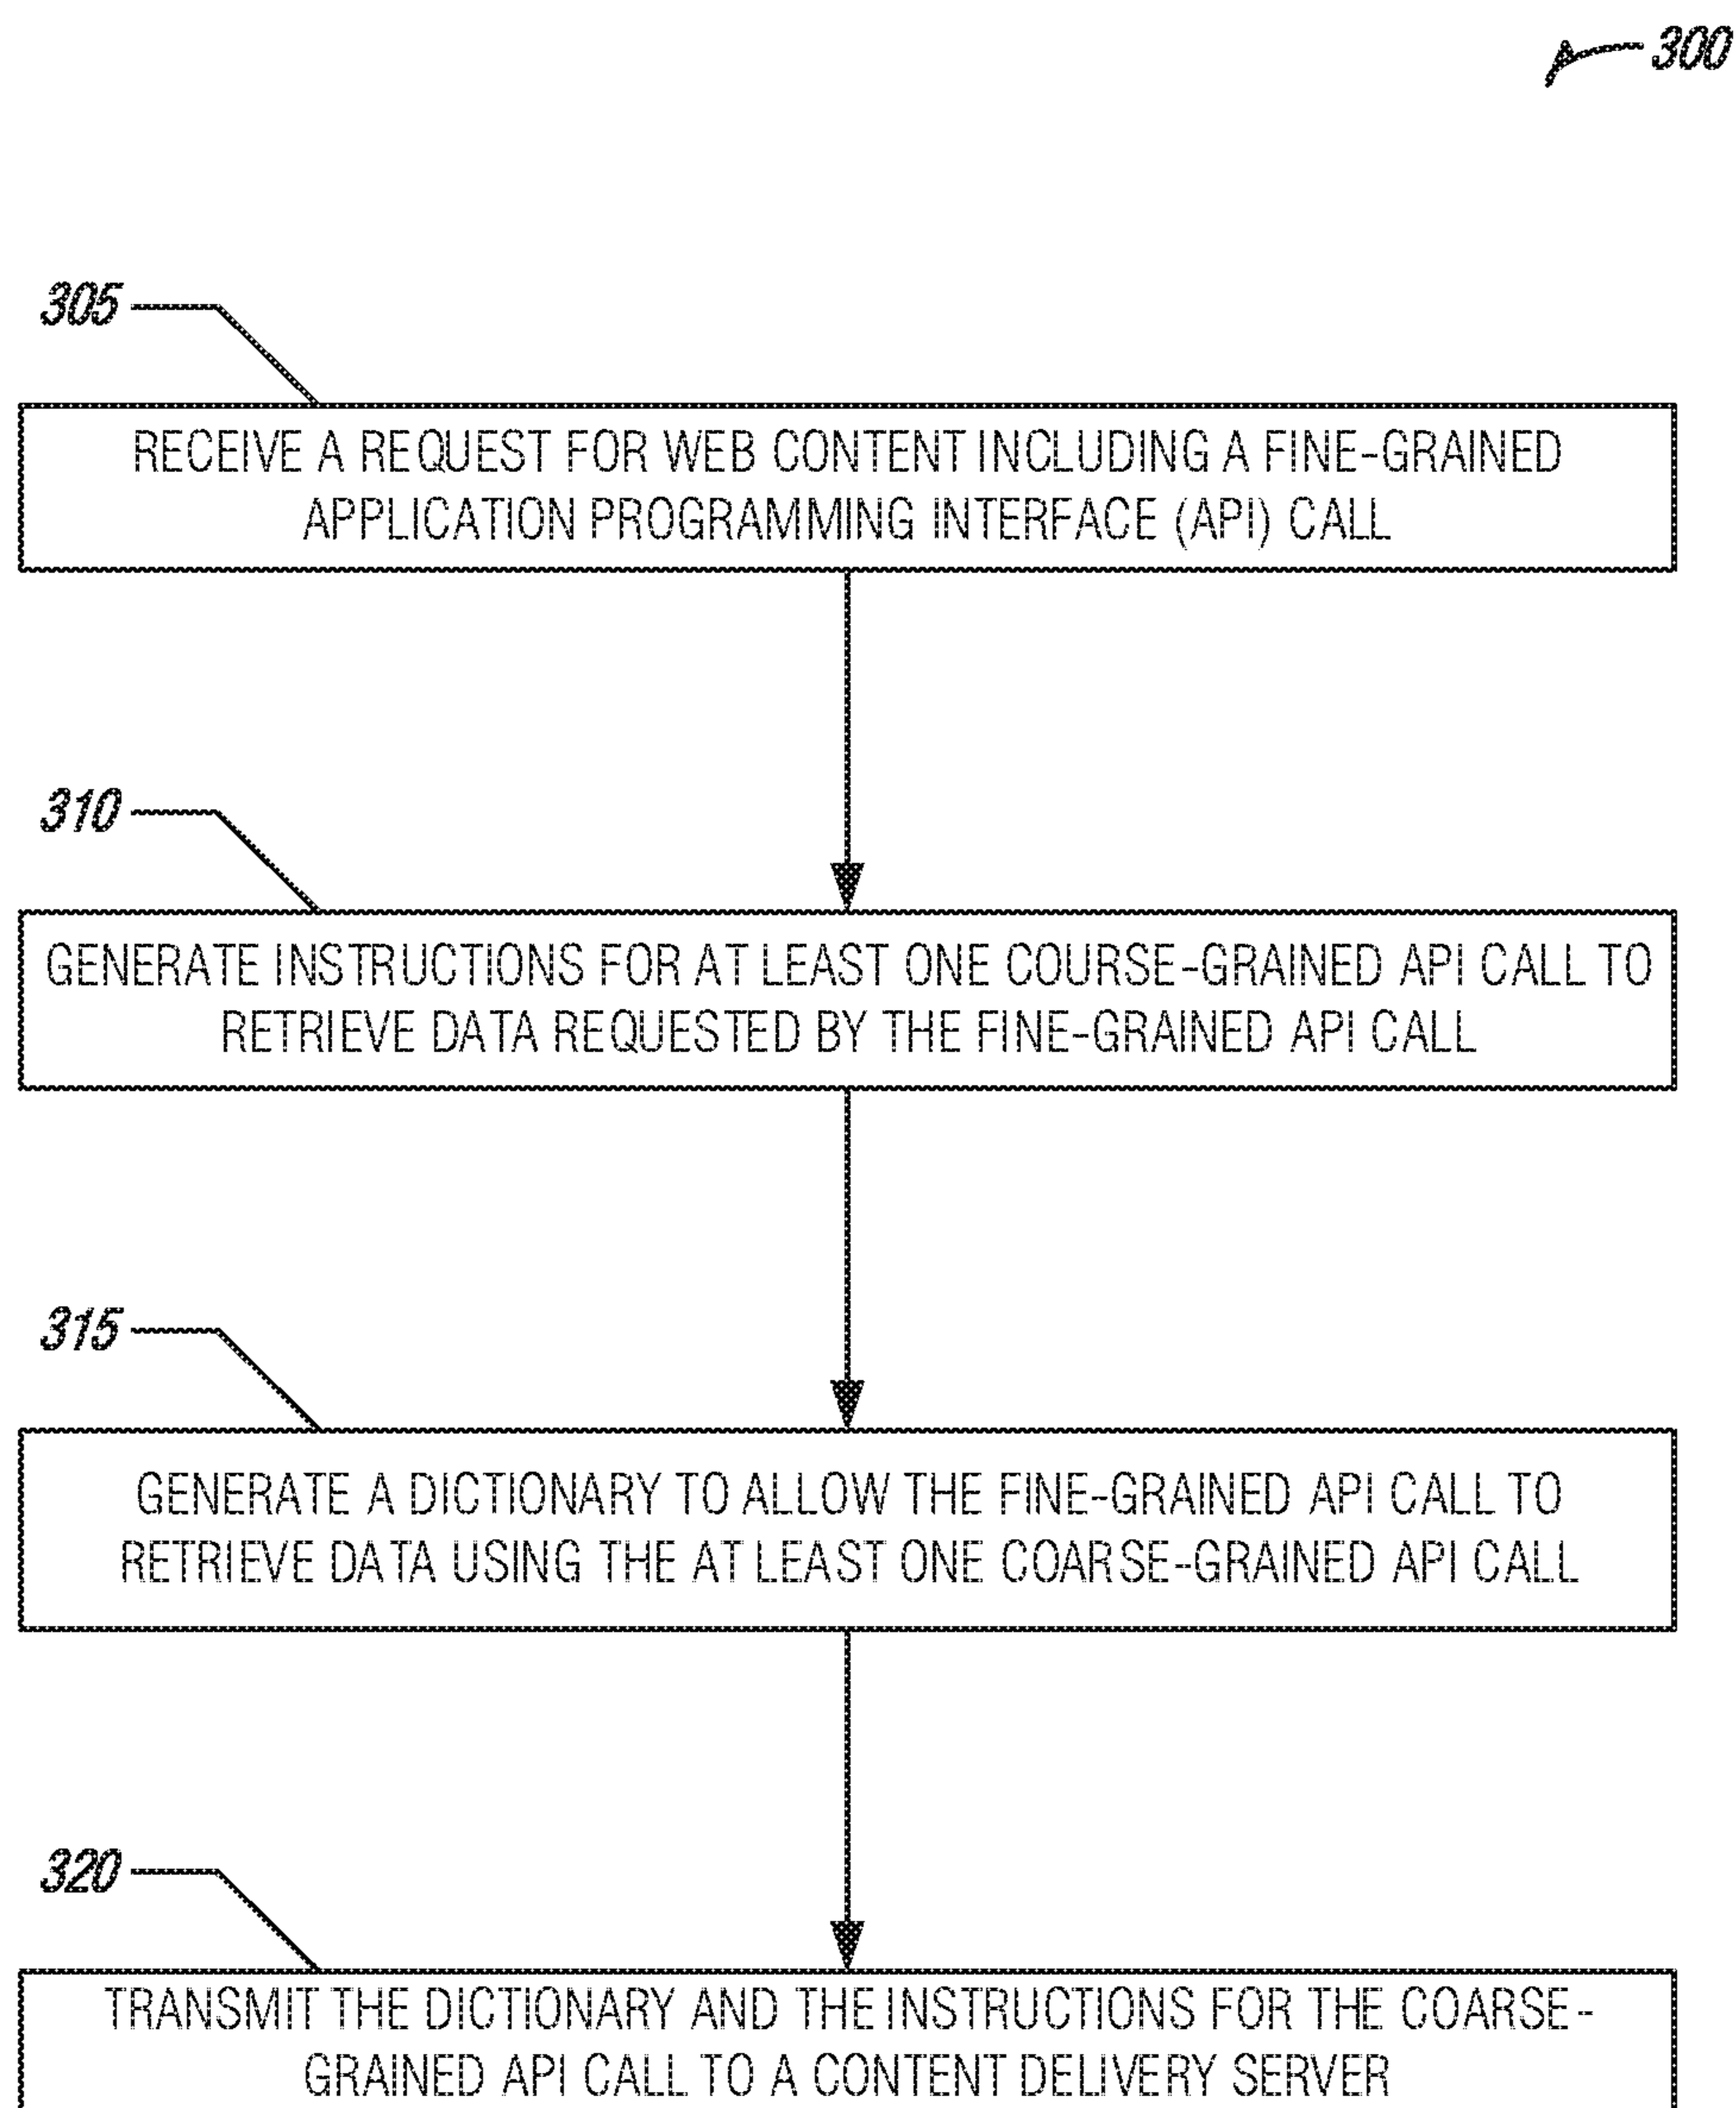 300
305
RECEIVE A REQUEST FOR WEB CONTENT INCLUDING A FINE-GRAINED
APPLICATION PROGRAMMING INTERFACE (API) CALL
310
GENERATE INSTRUCTIONS FOR AT LEAST ONE COURSE-GRAINED API CALL TO
RETRIEVE DATA REQUESTED BY THE FINE-GRAINED API CALL
315
GENERATE A DICTIONARY TO ALLOW THE FINE-GRAINED API CALL TO
RETRIEVE DATA USING THE AT LEAST ONE COARSE-GRAINED API CALL
320
TRANSMIT THE DICTIONARY AND THE INSTRUCTIONS FOR THE COARSE-
GRAINED API CALL TO A CONTENT DELIVERY SERVER